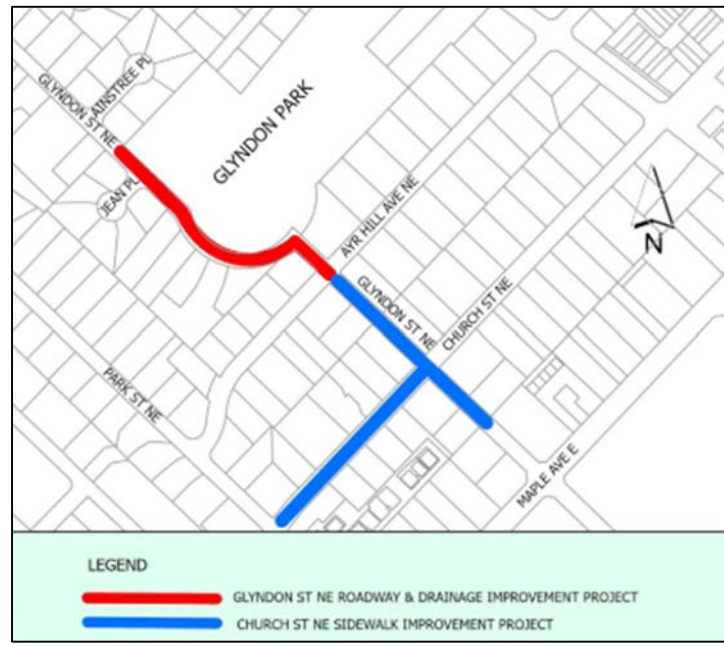 AINSTREE PL
GLYNDON ST NE
GLYNDON PARK
JEAN PL
AYR HILL AVE NE
N
GLYNDON ST NE
CHURCH ST NE
PARK ST NE
MAPLE AVE E
LEGEND
GLYNDON ST NE ROADWAY & DRAINAGE IMPROVEMENT PROJECT
CHURCH ST NE SIDEWALK IMPROVEMENT PROJECT